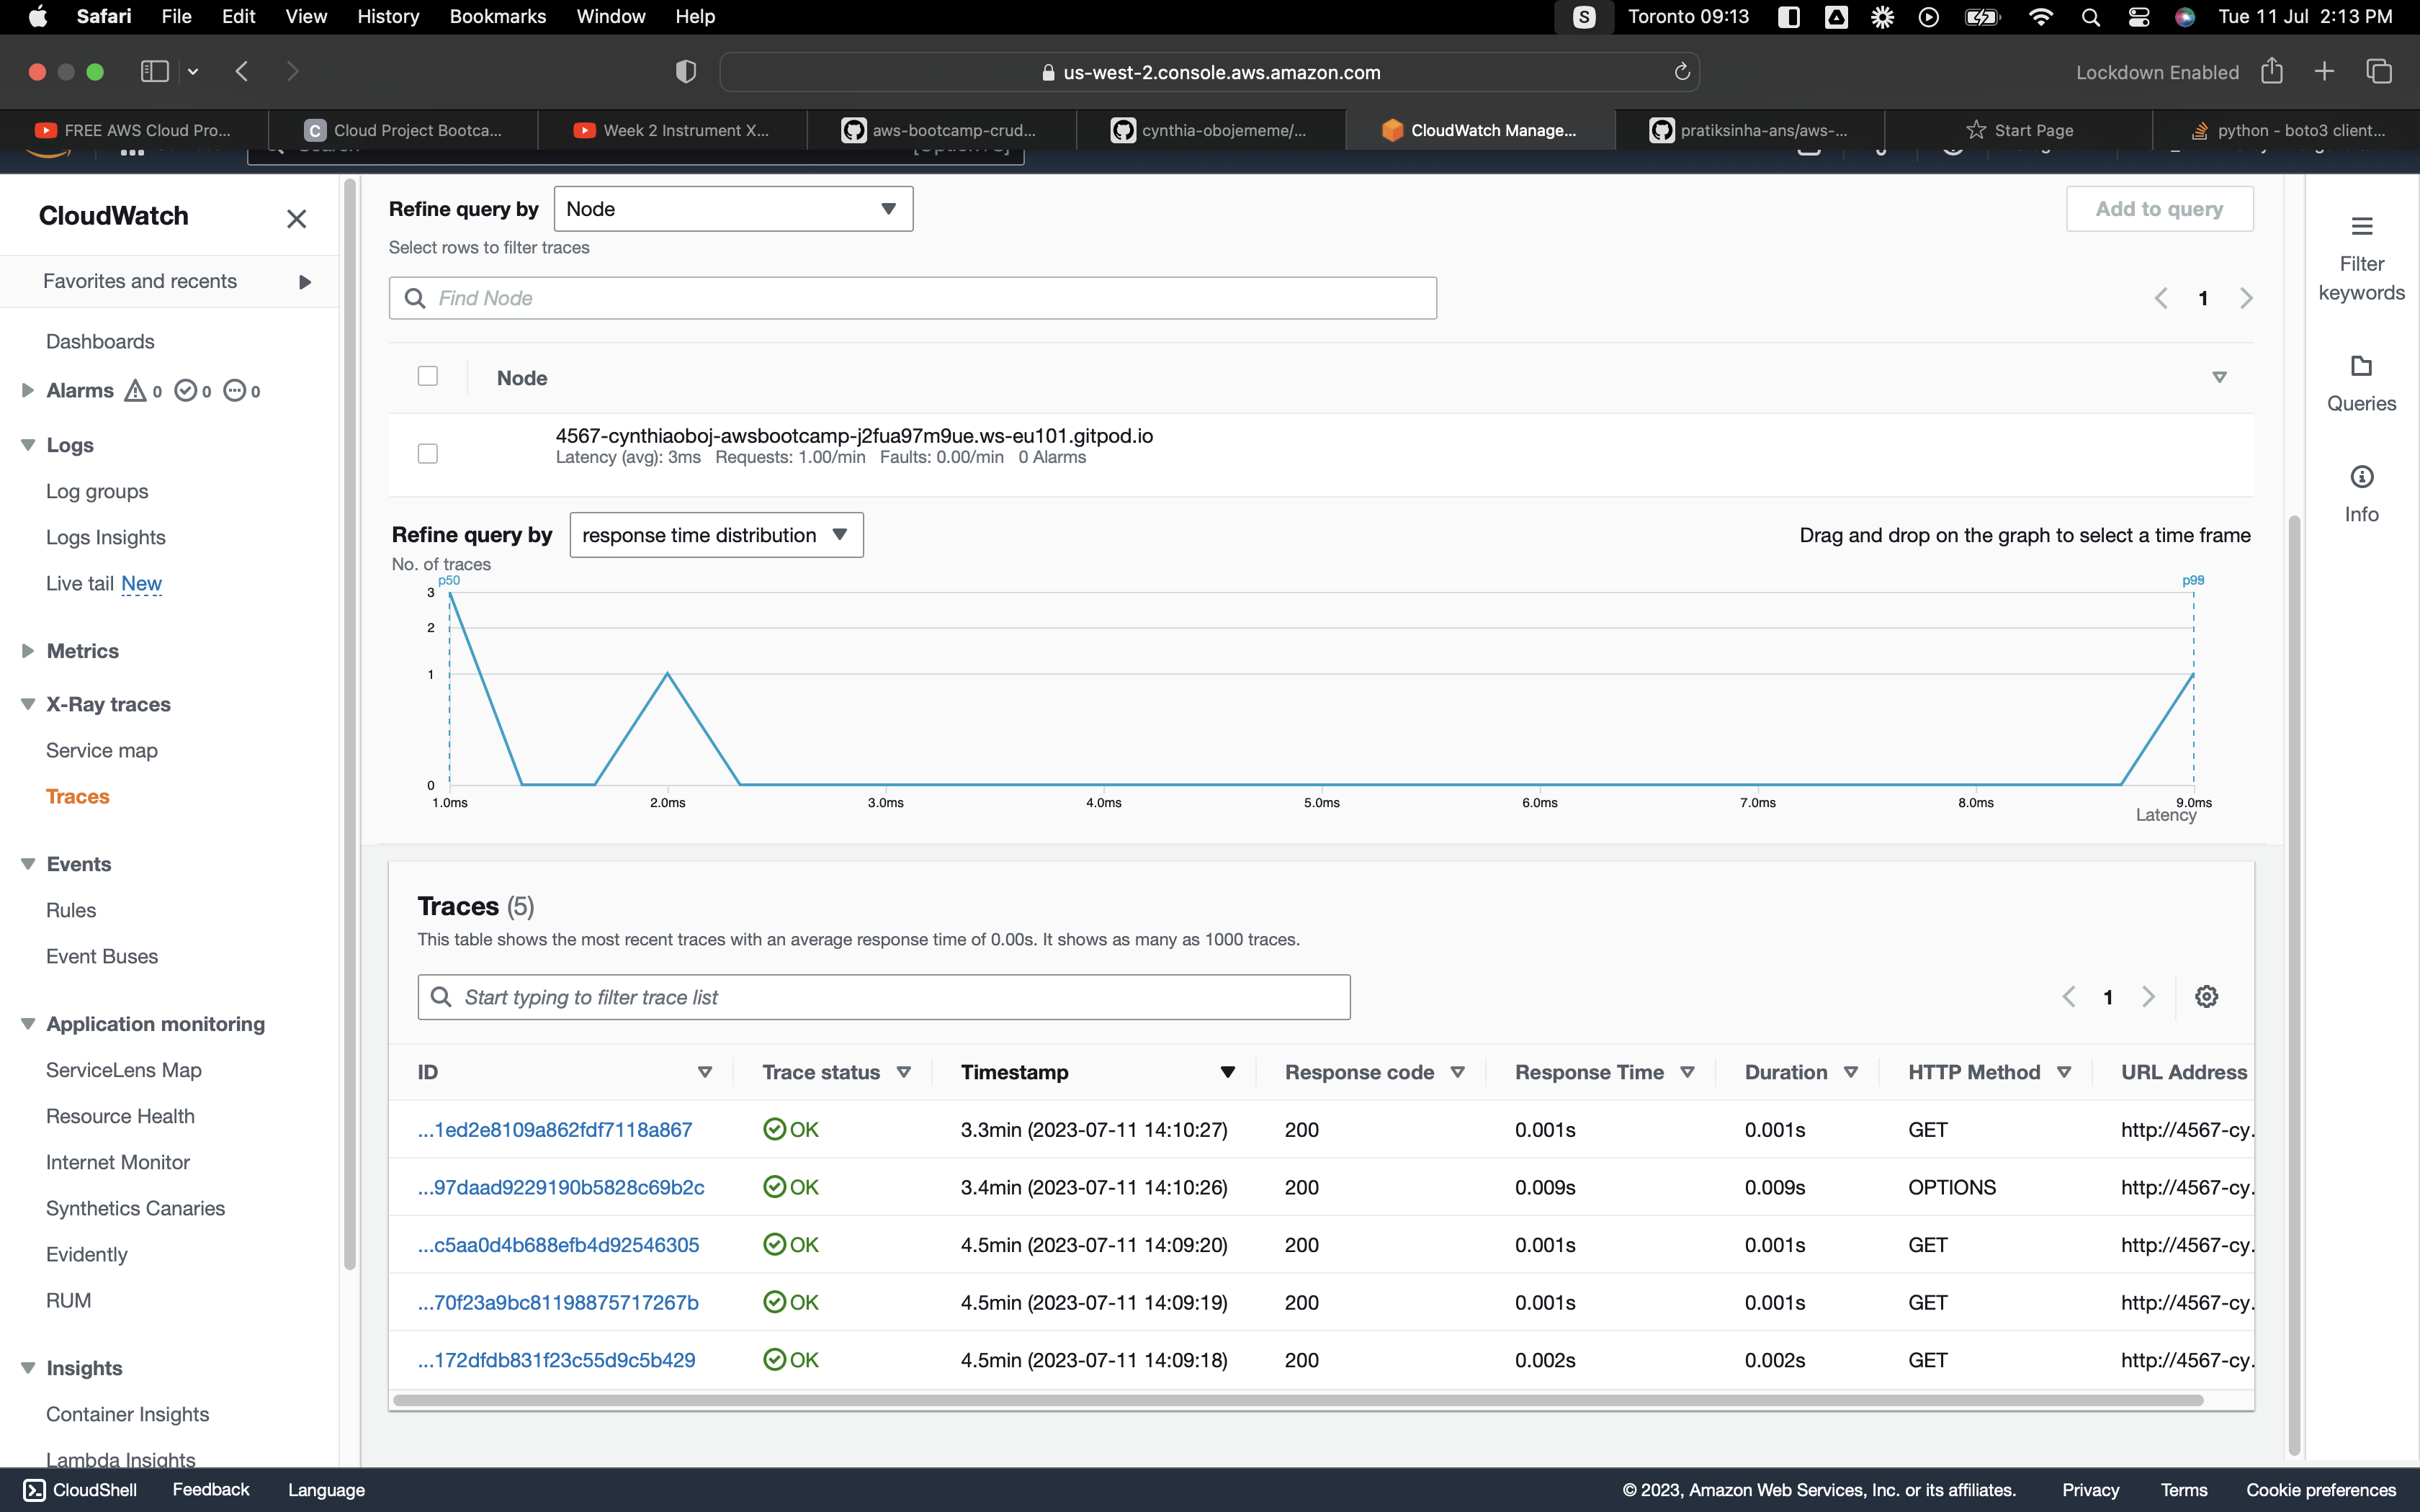 Safari File Edit View History Bookmarks Window Help S Toronto 09:13 Tue 11 Jul 2:13 PM
us-west-2.console.aws.amazon.com Lockdown Enabled
FREE AWS Cloud Pro... C Cloud Project Bootca... Week 2 Instrument X... aws-bootcamp-crud... cynthia-obojememe/... CloudWatch Manage... pratiksinha-ans/aws-... Start Page python - boto3 client...
CloudWatch
Favorites and recents
Dashboards
Alarms 0 0 0
Logs
Log groups
Logs Insights
Live tail New
Metrics
X-Ray traces
Service map
Traces
Events
Rules
Event Buses
Application monitoring
ServiceLens Map
Resource Health
Internet Monitor
Synthetics Canaries
Evidently
RUM
Insights
Container Insights
Lambda Insights
Refine query by Node Add to query
Select rows to filter traces
Find Node 1
Node
4567-cynthiaoboj-awsbootcamp-j2fua97m9ue.ws-eu101.gitpod.io
Latency (avg): 3ms Requests: 1.00/min Faults: 0.00/min 0 Alarms
Refine query by response time distribution Drag and drop on the graph to select a time frame
No. of traces
p50
3
2
1
0
1.0ms 2.0ms 3.0ms 4.0ms 5.0ms 6.0ms 7.0ms 8.0ms 9.0ms
Latency
Traces (5)
This table shows the most recent traces with an average response time of 0.00s. It shows as many as 1000 traces.
Start typing to filter trace list 1
ID Trace status Timestamp Response code Response Time Duration HTTP Method URL Address
...1ed2e8109a862fdf7118a867 OK 3.3min (2023-07-11 14:10:27) 200 0.001s 0.001s GET http://4567-cy.
...97daad9229190b5828c69b2c OK 3.4min (2023-07-11 14:10:26) 200 0.009s 0.009s OPTIONS http://4567-cy.
...c5aa0d4b688efb4d92546305 OK 4.5min (2023-07-11 14:09:20) 200 0.001s 0.001s GET http://4567-cy.
...70f23a9bc81198875717267b OK 4.5min (2023-07-11 14:09:19) 200 0.001s 0.001s GET http://4567-cy.
...172dfdb831f23c55d9c5b429 OK 4.5min (2023-07-11 14:09:18) 200 0.002s 0.002s GET http://4567-cy.
Filter
keywords
Queries
Info
CloudShell Feedback Language © 2023, Amazon Web Services, Inc. or its affiliates. Privacy Terms Cookie preferences